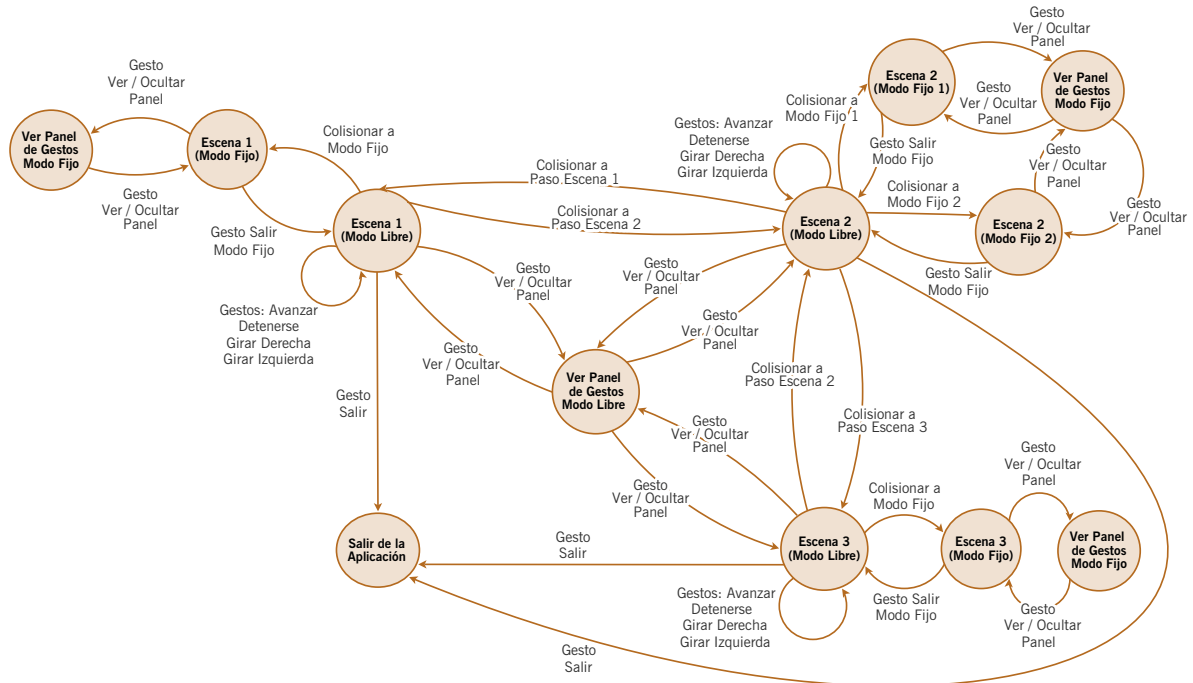 Gesto
Ver / Ocultar
Panel
Ver Panel
de Gestos
Modo Fijo
Escena 1
(Modo Fijo)
Gesto
Ver / Ocultar
Panel
Colisionar a
Modo Fijo
Gesto Salir
Modo Fijo
Escena 1
(Modo Libre)
Gestos: Avanzar
Detenerse
Girar Derecha
Girar Izquierda
Colisionar a
Paso Escena 1
Colisionar a
Paso Escena 2
Gestos: Avanzar
Detenerse
Girar Derecha
Girar Izquierda
Escena 2
(Modo Libre)
Colisionar a
Modo Fijo 1
Gesto Salir
Modo Fijo
Escena 2
(Modo Fijo 1)
Gesto
Ver / Ocultar
Panel
Gesto
Ver / Ocultar
Panel
Ver Panel
de Gestos
Modo Fijo
Colisionar a
Modo Fijo 2
Gesto
Ver / Ocultar
Panel
Escena 2
(Modo Fijo 2)
Gesto
Ver / Ocultar
Panel
Gesto Salir
Modo Fijo
Gesto
Ver / Ocultar
Panel
Gesto
Ver / Ocultar
Panel
Gesto
Ver / Ocultar
Panel
Gesto
Ver / Ocultar
Panel
Ver Panel
de Gestos
Modo Libre
Colisionar a
Paso Escena 2
Colisionar a
Paso Escena 3
Gesto
Salir
Gesto
Ver / Ocultar
Panel
Gesto
Ver / Ocultar
Panel
Salir de la
Aplicación
Gesto
Salir
Escena 3
(Modo Libre)
Colisionar a
Modo Fijo
Gesto Salir
Modo Fijo
Escena 3
(Modo Fijo)
Gesto
Ver / Ocultar
Panel
Ver Panel
de Gestos
Modo Fijo
Gesto
Ver / Ocultar
Panel
Gestos: Avanzar
Detenerse
Girar Derecha
Girar Izquierda
Gesto
Salir